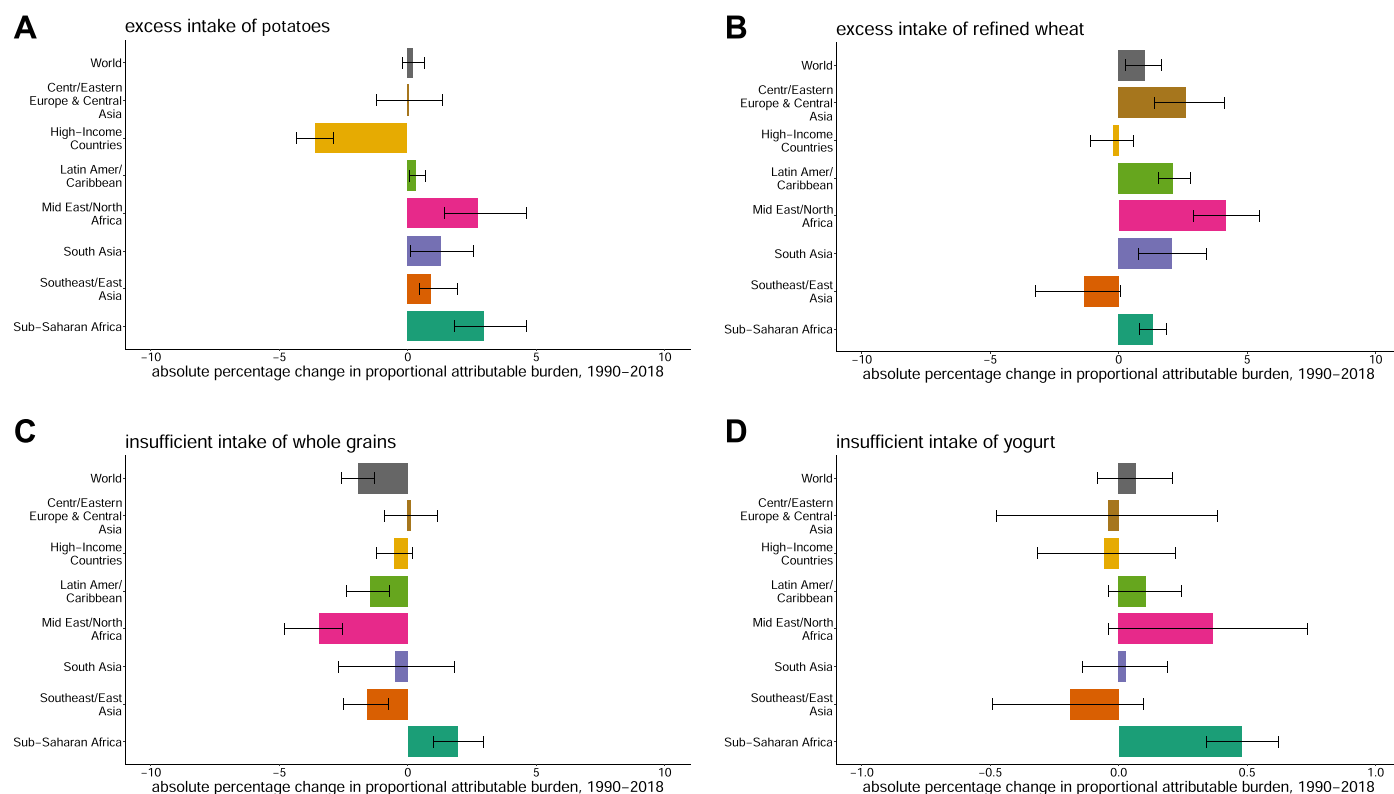 A
excess intake of potatoes
World
Centr/Eastern
Europe & Central
Asia
High−Income
Countries
Latin Amer/
Caribbean
Mid East/North
Africa
South Asia
Southeast/East
Asia
Sub−Saharan Africa
−10 −5 0 5 10
absolute percentage change in proportional attributable burden, 1990−2018
B
excess intake of refined wheat
World
Centr/Eastern
Europe & Central
Asia
High−Income
Countries
Latin Amer/
Caribbean
Mid East/North
Africa
South Asia
Southeast/East
Asia
Sub−Saharan Africa
−10 −5 0 5 10
absolute percentage change in proportional attributable burden, 1990−2018
C
insufficient intake of whole grains
World
Centr/Eastern
Europe & Central
Asia
High−Income
Countries
Latin Amer/
Caribbean
Mid East/North
Africa
South Asia
Southeast/East
Asia
Sub−Saharan Africa
−10 −5 0 5 10
absolute percentage change in proportional attributable burden, 1990−2018
D
insufficient intake of yogurt
World
Centr/Eastern
Europe & Central
Asia
High−Income
Countries
Latin Amer/
Caribbean
Mid East/North
Africa
South Asia
Southeast/East
Asia
Sub−Saharan Africa
−1.0 −0.5 0.0 0.5 1.0
absolute percentage change in proportional attributable burden, 1990−2018